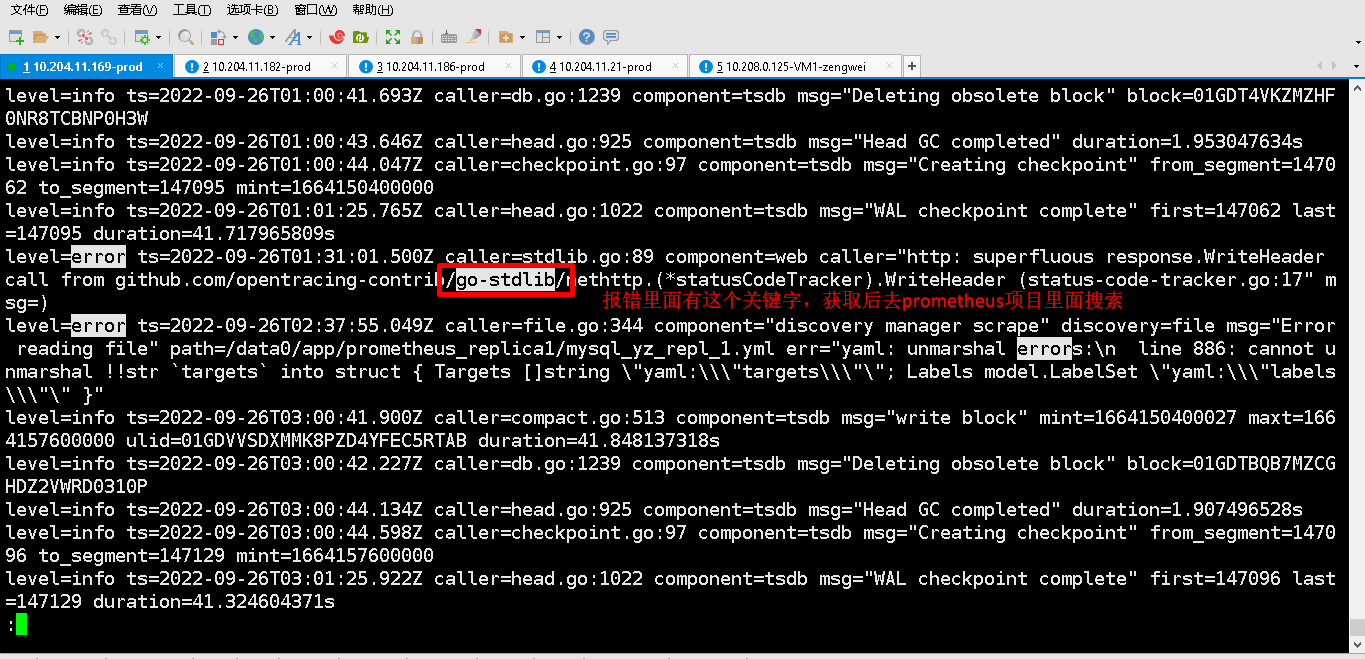 文件(F) 编辑(E) 查看(V) 工具(T) 选项卡(B) 窗口(W) 帮助(H)
1 10.204.11.169-prod × 2 10.204.11.182-prod × 3 10.204.11.186-prod × 4 10.204.11.21-prod × 5 10.208.0.125-VM1-zengwei × +
level=info ts=2022-09-26T01:00:41.693Z caller=db.go:1239 component=tsdb msg="Deleting obsolete block" block=01GDT4VKZMZHF
0NR8TCBNP0H3W
level=info ts=2022-09-26T01:00:43.646Z caller=head.go:925 component=tsdb msg="Head GC completed" duration=1.953047634s
level=info ts=2022-09-26T01:00:44.047Z caller=checkpoint.go:97 component=tsdb msg="Creating checkpoint" from_segment=1470
62 to_segment=147095 mint=1664150400000
level=info ts=2022-09-26T01:01:25.765Z caller=head.go:1022 component=tsdb msg="WAL checkpoint complete" first=147062 last
=147095 duration=41.717965809s
level=error ts=2022-09-26T01:31:01.500Z caller=stdlib.go:89 component=web caller="http: superfluous response.WriteHeader
call from github.com/opentracing-contrib/go-stdlib/nethttp.(*statusCodeTracker).WriteHeader (status-code-tracker.go:17" m
sg=)
报错里面有这个关键字，获取后去prometheus项目里面搜索
level=error ts=2022-09-26T02:37:55.049Z caller=file.go:344 component="discovery manager scrape" discovery=file msg="Error
 reading file" path=/data0/app/prometheus_replica1/mysql_yz_repl_1.yml err="yaml: unmarshal errors:\n  line 886: cannot u
nmarshal !!str `targets` into struct { Targets []string \"yaml:\\\"targets\\\"\"; Labels model.LabelSet \"yaml:\\\"labels
\\\"\" }"
level=info ts=2022-09-26T03:00:41.900Z caller=compact.go:513 component=tsdb msg="write block" mint=1664150400027 maxt=166
4157600000 ulid=01GDVVSDXMMK8PZD4YFEC5RTAB duration=41.848137318s
level=info ts=2022-09-26T03:00:42.227Z caller=db.go:1239 component=tsdb msg="Deleting obsolete block" block=01GDTBQB7MZCG
HDZ2VWRD0310P
level=info ts=2022-09-26T03:00:44.134Z caller=head.go:925 component=tsdb msg="Head GC completed" duration=1.907496528s
level=info ts=2022-09-26T03:00:44.598Z caller=checkpoint.go:97 component=tsdb msg="Creating checkpoint" from_segment=1470
96 to_segment=147129 mint=1664157600000
level=info ts=2022-09-26T03:01:25.922Z caller=head.go:1022 component=tsdb msg="WAL checkpoint complete" first=147096 last
=147129 duration=41.324604371s
: